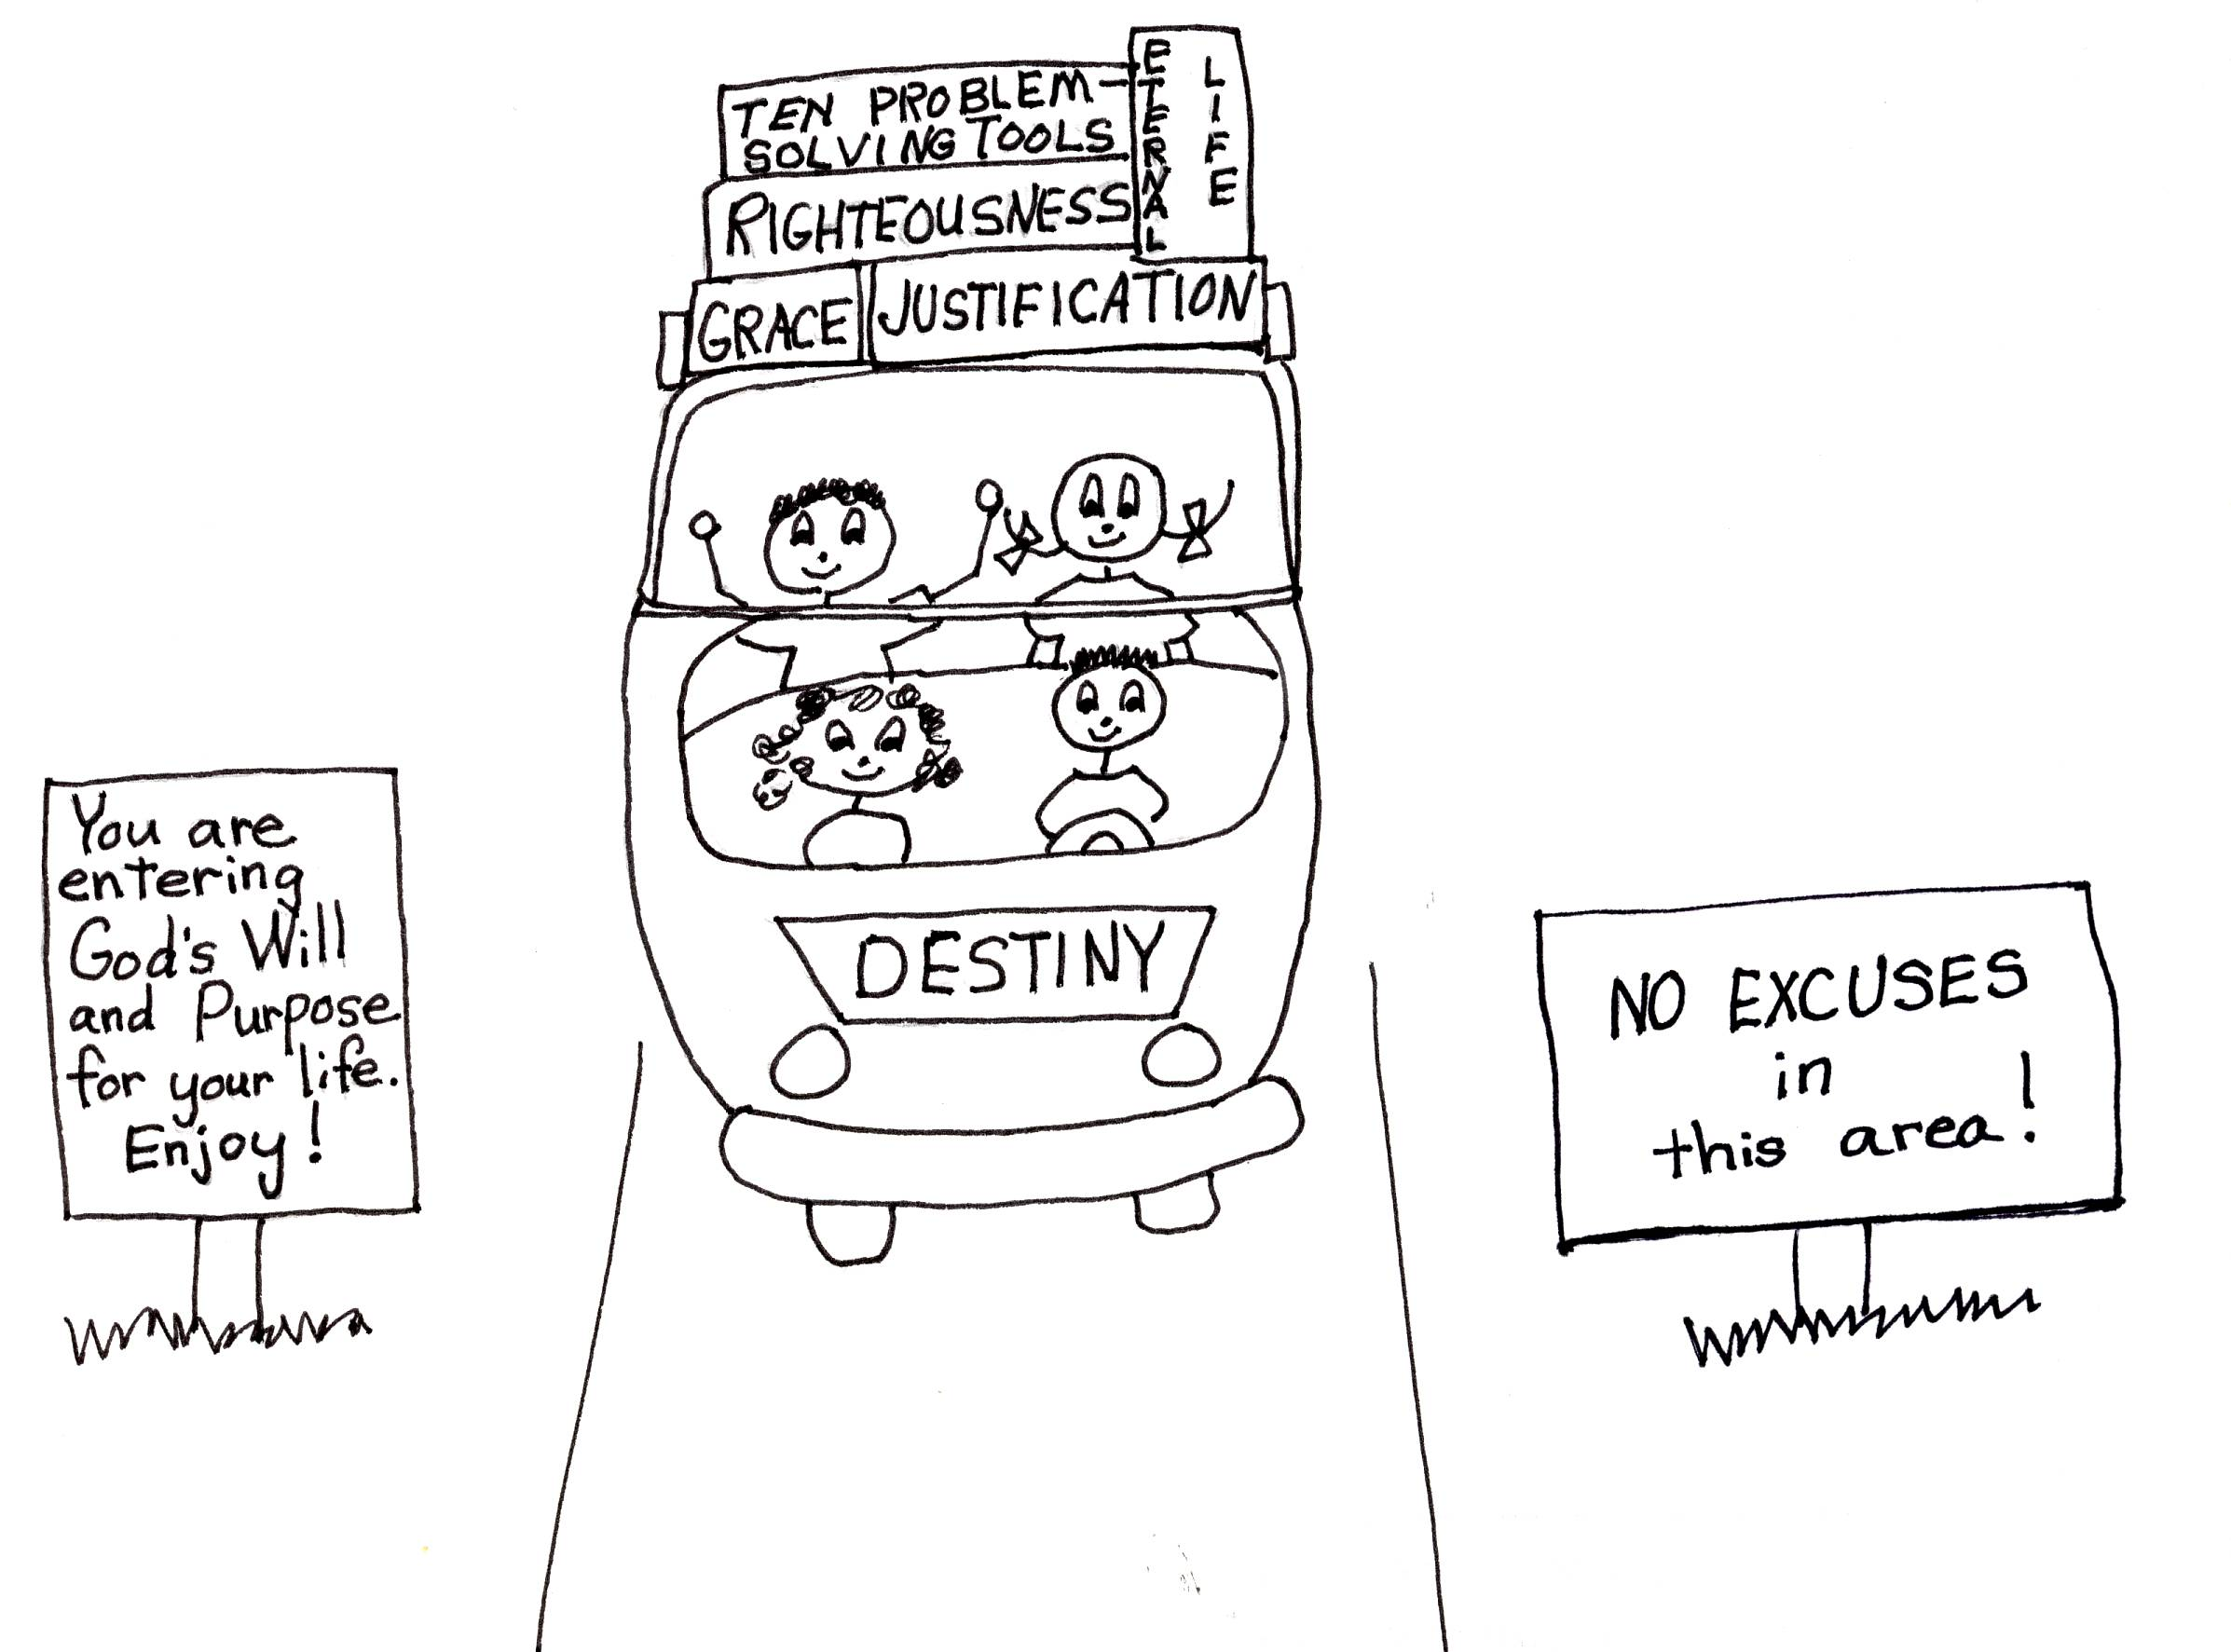 TEN PROBLEM-
SOLVING TOOLS
ETERNAL
LIFE
RIGHTEOUSNESS
GRACE
JUSTIFICATION
DESTINY
You are
entering
God's Will
and Purpose
for your life.
Enjoy!
NO EXCUSES
in
this area!